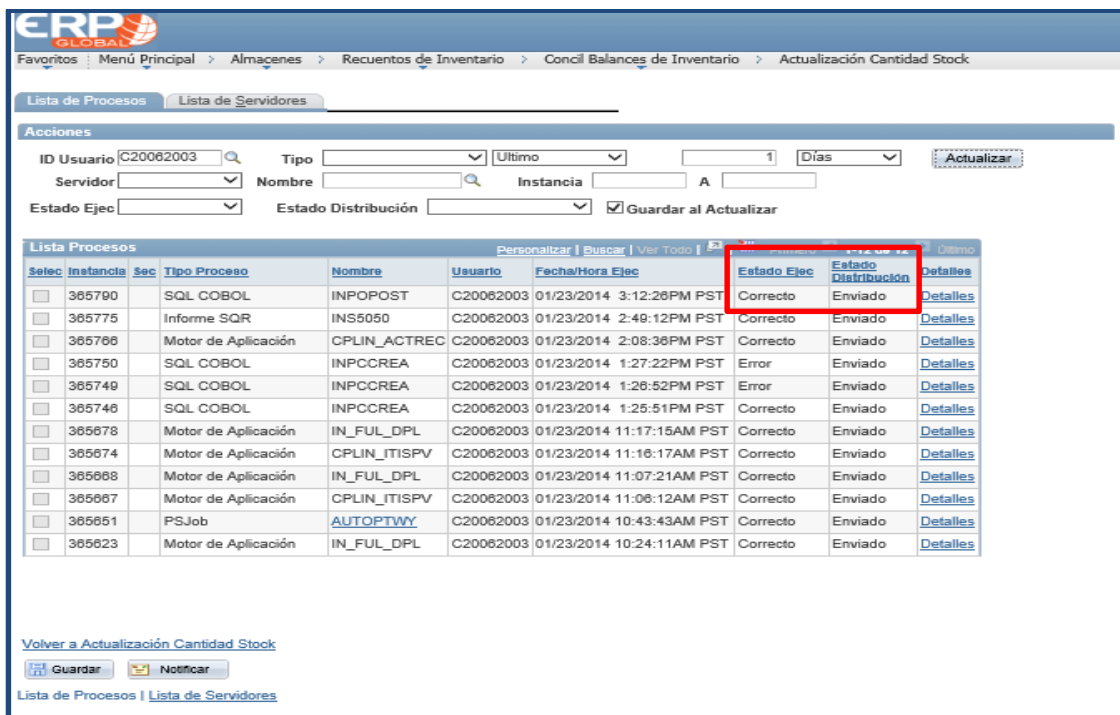 ERP
GLOBAL
Favoritos Menú Principal > Almacenes > Recuentos de Inventario > Concil Balances de Inventario > Actualización Cantidad Stock
Lista de Procesos Lista de Servidores
Acciones
ID Usuario C20062003 Tipo Ultimo 1 Días Actualizar
Servidor Nombre Instancia A
Estado Ejec Estado Distribución Guardar al Actualizar
Lista Procesos Personalizar | Buscar | Ver Todo | Último
Selec Instancia Sec Tipo Proceso Nombre Usuario Fecha/Hora Ejec Estado Ejec Estado Distribución Detalles
365790 SQL COBOL INPOPOST C20062003 01/23/2014 3:12:26PM PST Correcto Enviado Detalles
365775 Informe SQR INS5050 C20062003 01/23/2014 2:49:12PM PST Correcto Enviado Detalles
365766 Motor de Aplicación CPLIN_ACTREC C20062003 01/23/2014 2:08:36PM PST Correcto Enviado Detalles
365750 SQL COBOL INPCCREA C20062003 01/23/2014 1:27:22PM PST Error Enviado Detalles
365749 SQL COBOL INPCCREA C20062003 01/23/2014 1:26:52PM PST Error Enviado Detalles
365746 SQL COBOL INPCCREA C20062003 01/23/2014 1:25:51PM PST Correcto Enviado Detalles
365678 Motor de Aplicación IN_FUL_DPL C20062003 01/23/2014 11:17:15AM PST Correcto Enviado Detalles
365674 Motor de Aplicación CPLIN_ITISPV C20062003 01/23/2014 11:16:17AM PST Correcto Enviado Detalles
365668 Motor de Aplicación IN_FUL_DPL C20062003 01/23/2014 11:07:21AM PST Correcto Enviado Detalles
365667 Motor de Aplicación CPLIN_ITISPV C20062003 01/23/2014 11:06:12AM PST Correcto Enviado Detalles
365651 PSJob AUTOPTWY C20062003 01/23/2014 10:43:43AM PST Correcto Enviado Detalles
365623 Motor de Aplicación IN_FUL_DPL C20062003 01/23/2014 10:24:11AM PST Correcto Enviado Detalles
Volver a Actualización Cantidad Stock
Guardar Notificar
Lista de Procesos | Lista de Servidores